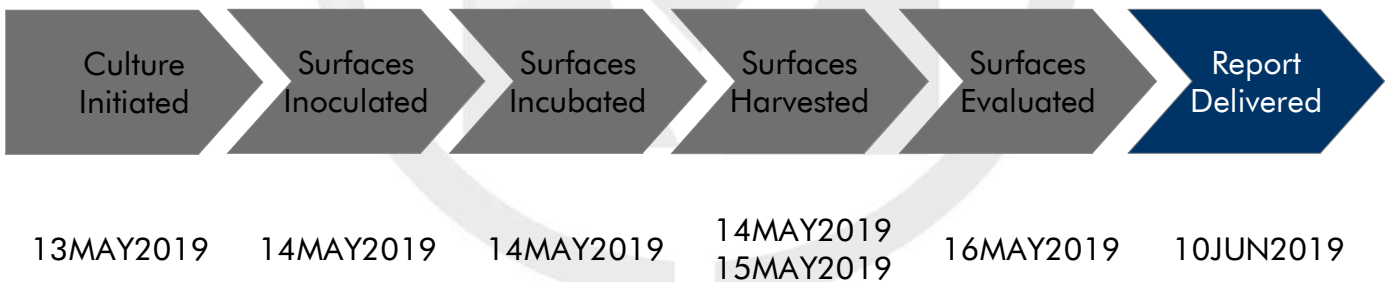 Culture
Initiated
Surfaces
Inoculated
Surfaces
Incubated
Surfaces
Harvested
Surfaces
Evaluated
Report
Delivered
13MAY2019
14MAY2019
14MAY2019
14MAY2019
15MAY2019
16MAY2019
10JUN2019